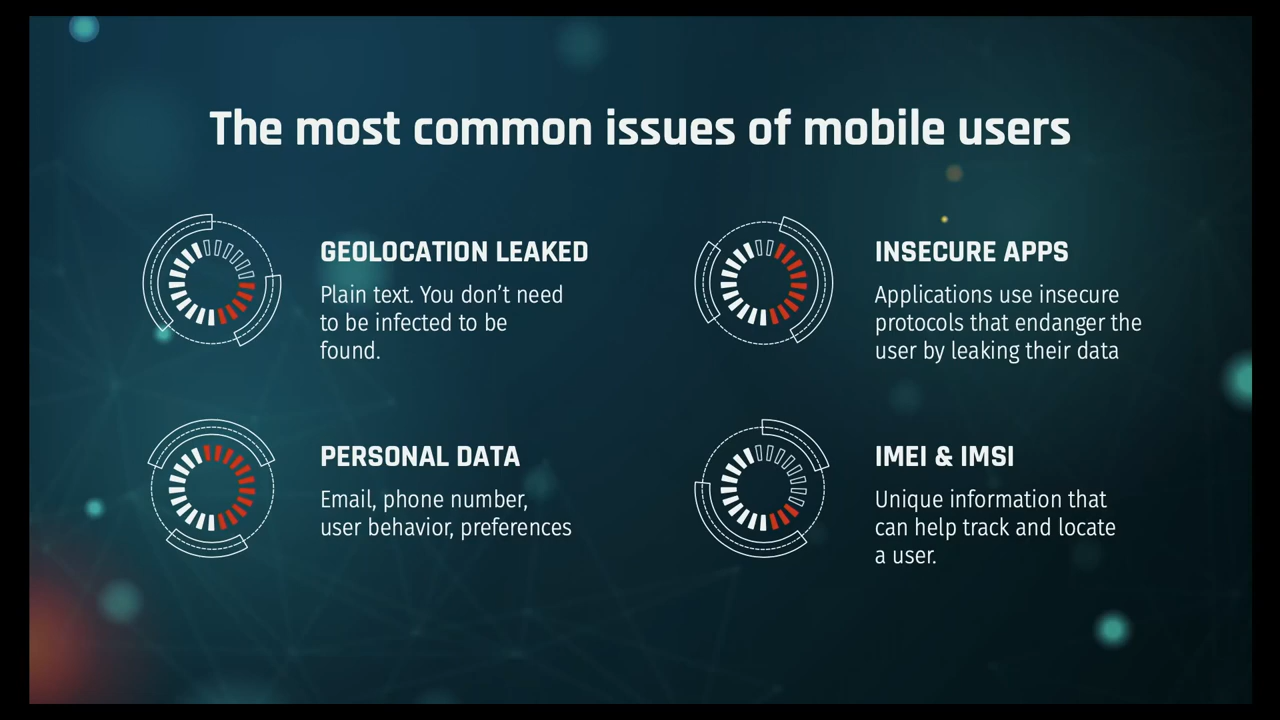 The most common issues of mobile users
GEOLOCATION LEAKED
Plain text. You don’t need
to be infected to be
found.
INSECURE APPS
Applications use insecure
protocols that endanger the
user by leaking their data
PERSONAL DATA
Email, phone number,
user behavior, preferences
IMEI & IMSI
Unique information that
can help track and locate
a user.